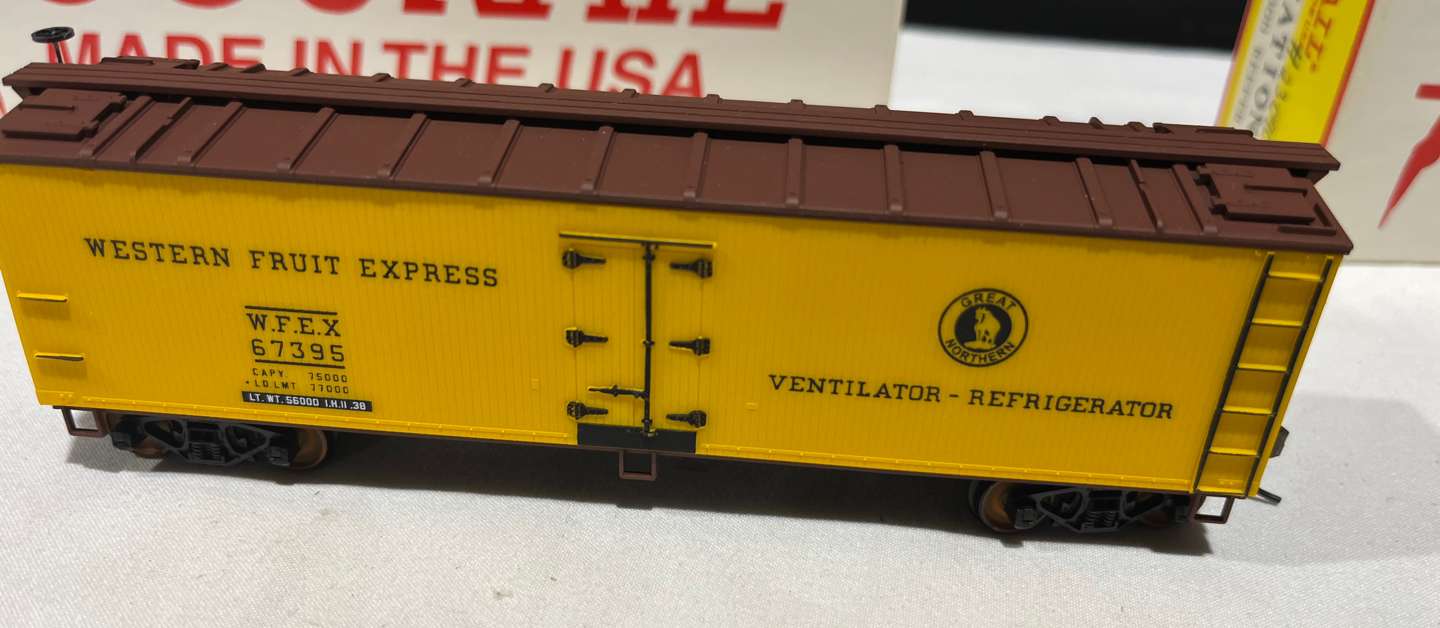 MADE IN THE USA
WESTERN FRUIT EXPRESS
W.F.E.X
67395
CAPY. 75000
LD LMT 77000
LT. WT. 56000 I.H.11.38
GREAT
NORTHERN
VENTILATOR - REFRIGERATOR